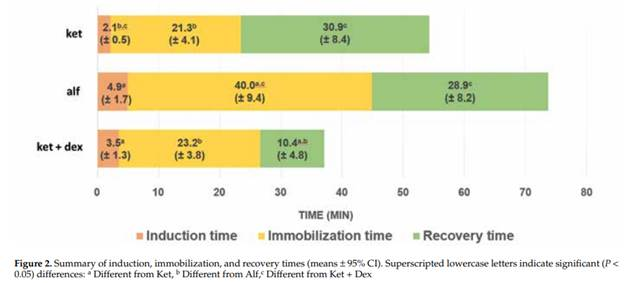 ket
2.1ᵇ·ᶜ 21.3ᵇ 30.9ᶜ
(± 0.5) (± 4.1) (± 8.4)
alf
4.9ᵃ 40.0ᵃ·ᶜ 28.9ᶜ
(± 1.7) (± 9.4) (± 8.2)
ket + dex
3.5ᵃ 23.2ᵇ 10.4ᵃ·ᵇ
(± 1.3) (± 3.8) (± 4.8)
0 10 20 30 40 50 60 70 80
TIME (MIN)
Induction time Immobilization time Recovery time
Figure 2. Summary of induction, immobilization, and recovery times (means ± 95% CI). Superscripted lowercase letters indicate significant (P <
0.05) differences: ᵃ Different from Ket, ᵇ Different from Alf,ᶜ Different from Ket + Dex